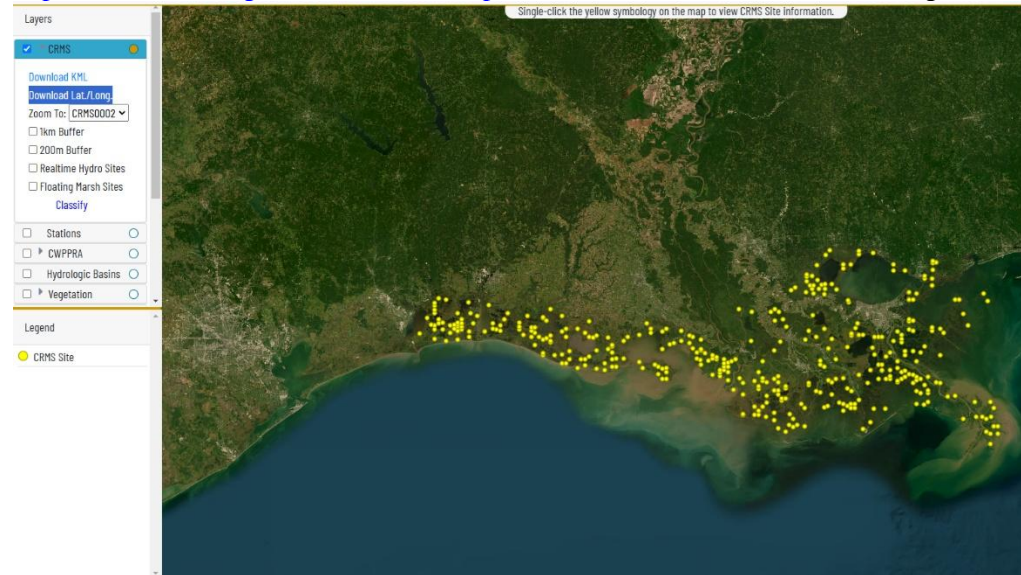 Single-click the yellow symbology on the map to view CRMS Site information.
Layers
CRMS
Download KML
Download Lat./Long.
Zoom To: CRMS0002
1km Buffer
200m Buffer
Realtime Hydro Sites
Floating Marsh Sites
Classify
Stations
CWPPRA
Hydrologic Basins
Vegetation
Legend
CRMS Site